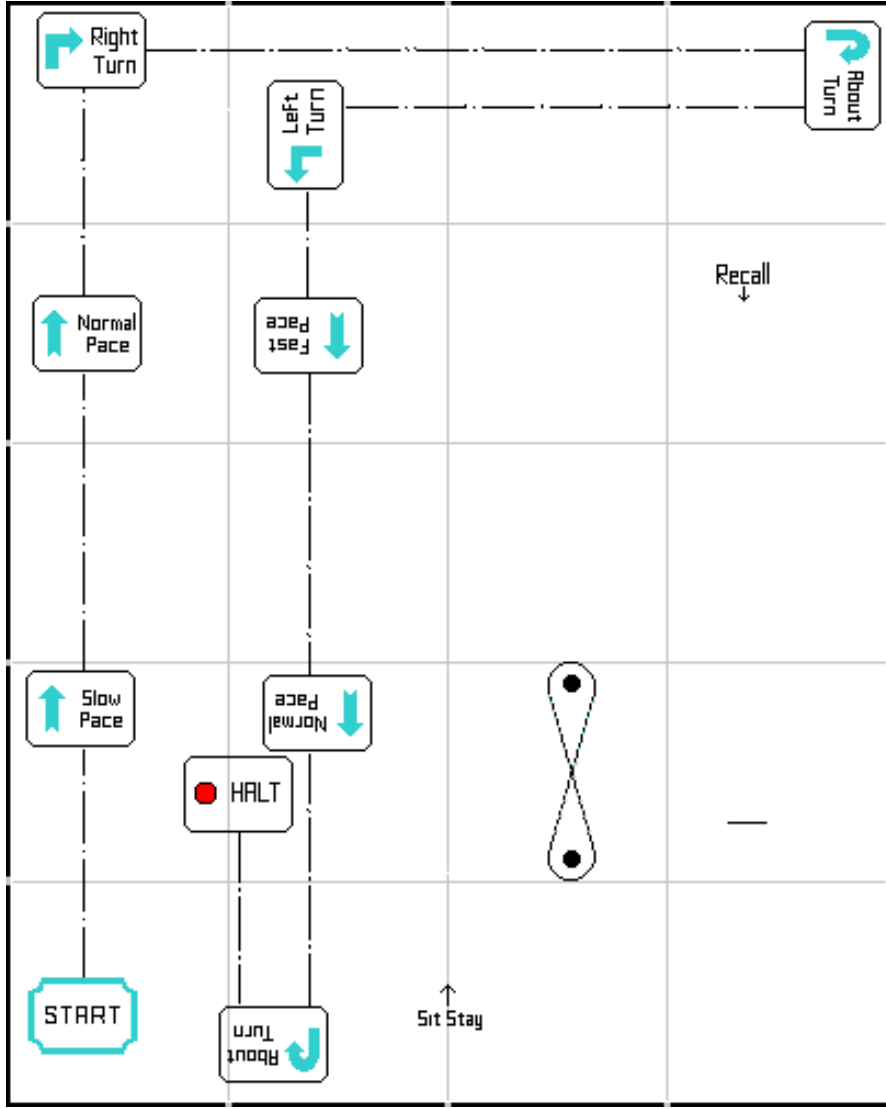 Right
Turn
About
Turn
Left
Turn
Recall
Normal
Pace
Fast
Pace
Slow
Pace
Normal
Pace
HALT
START
Sit Stay
About
Turn